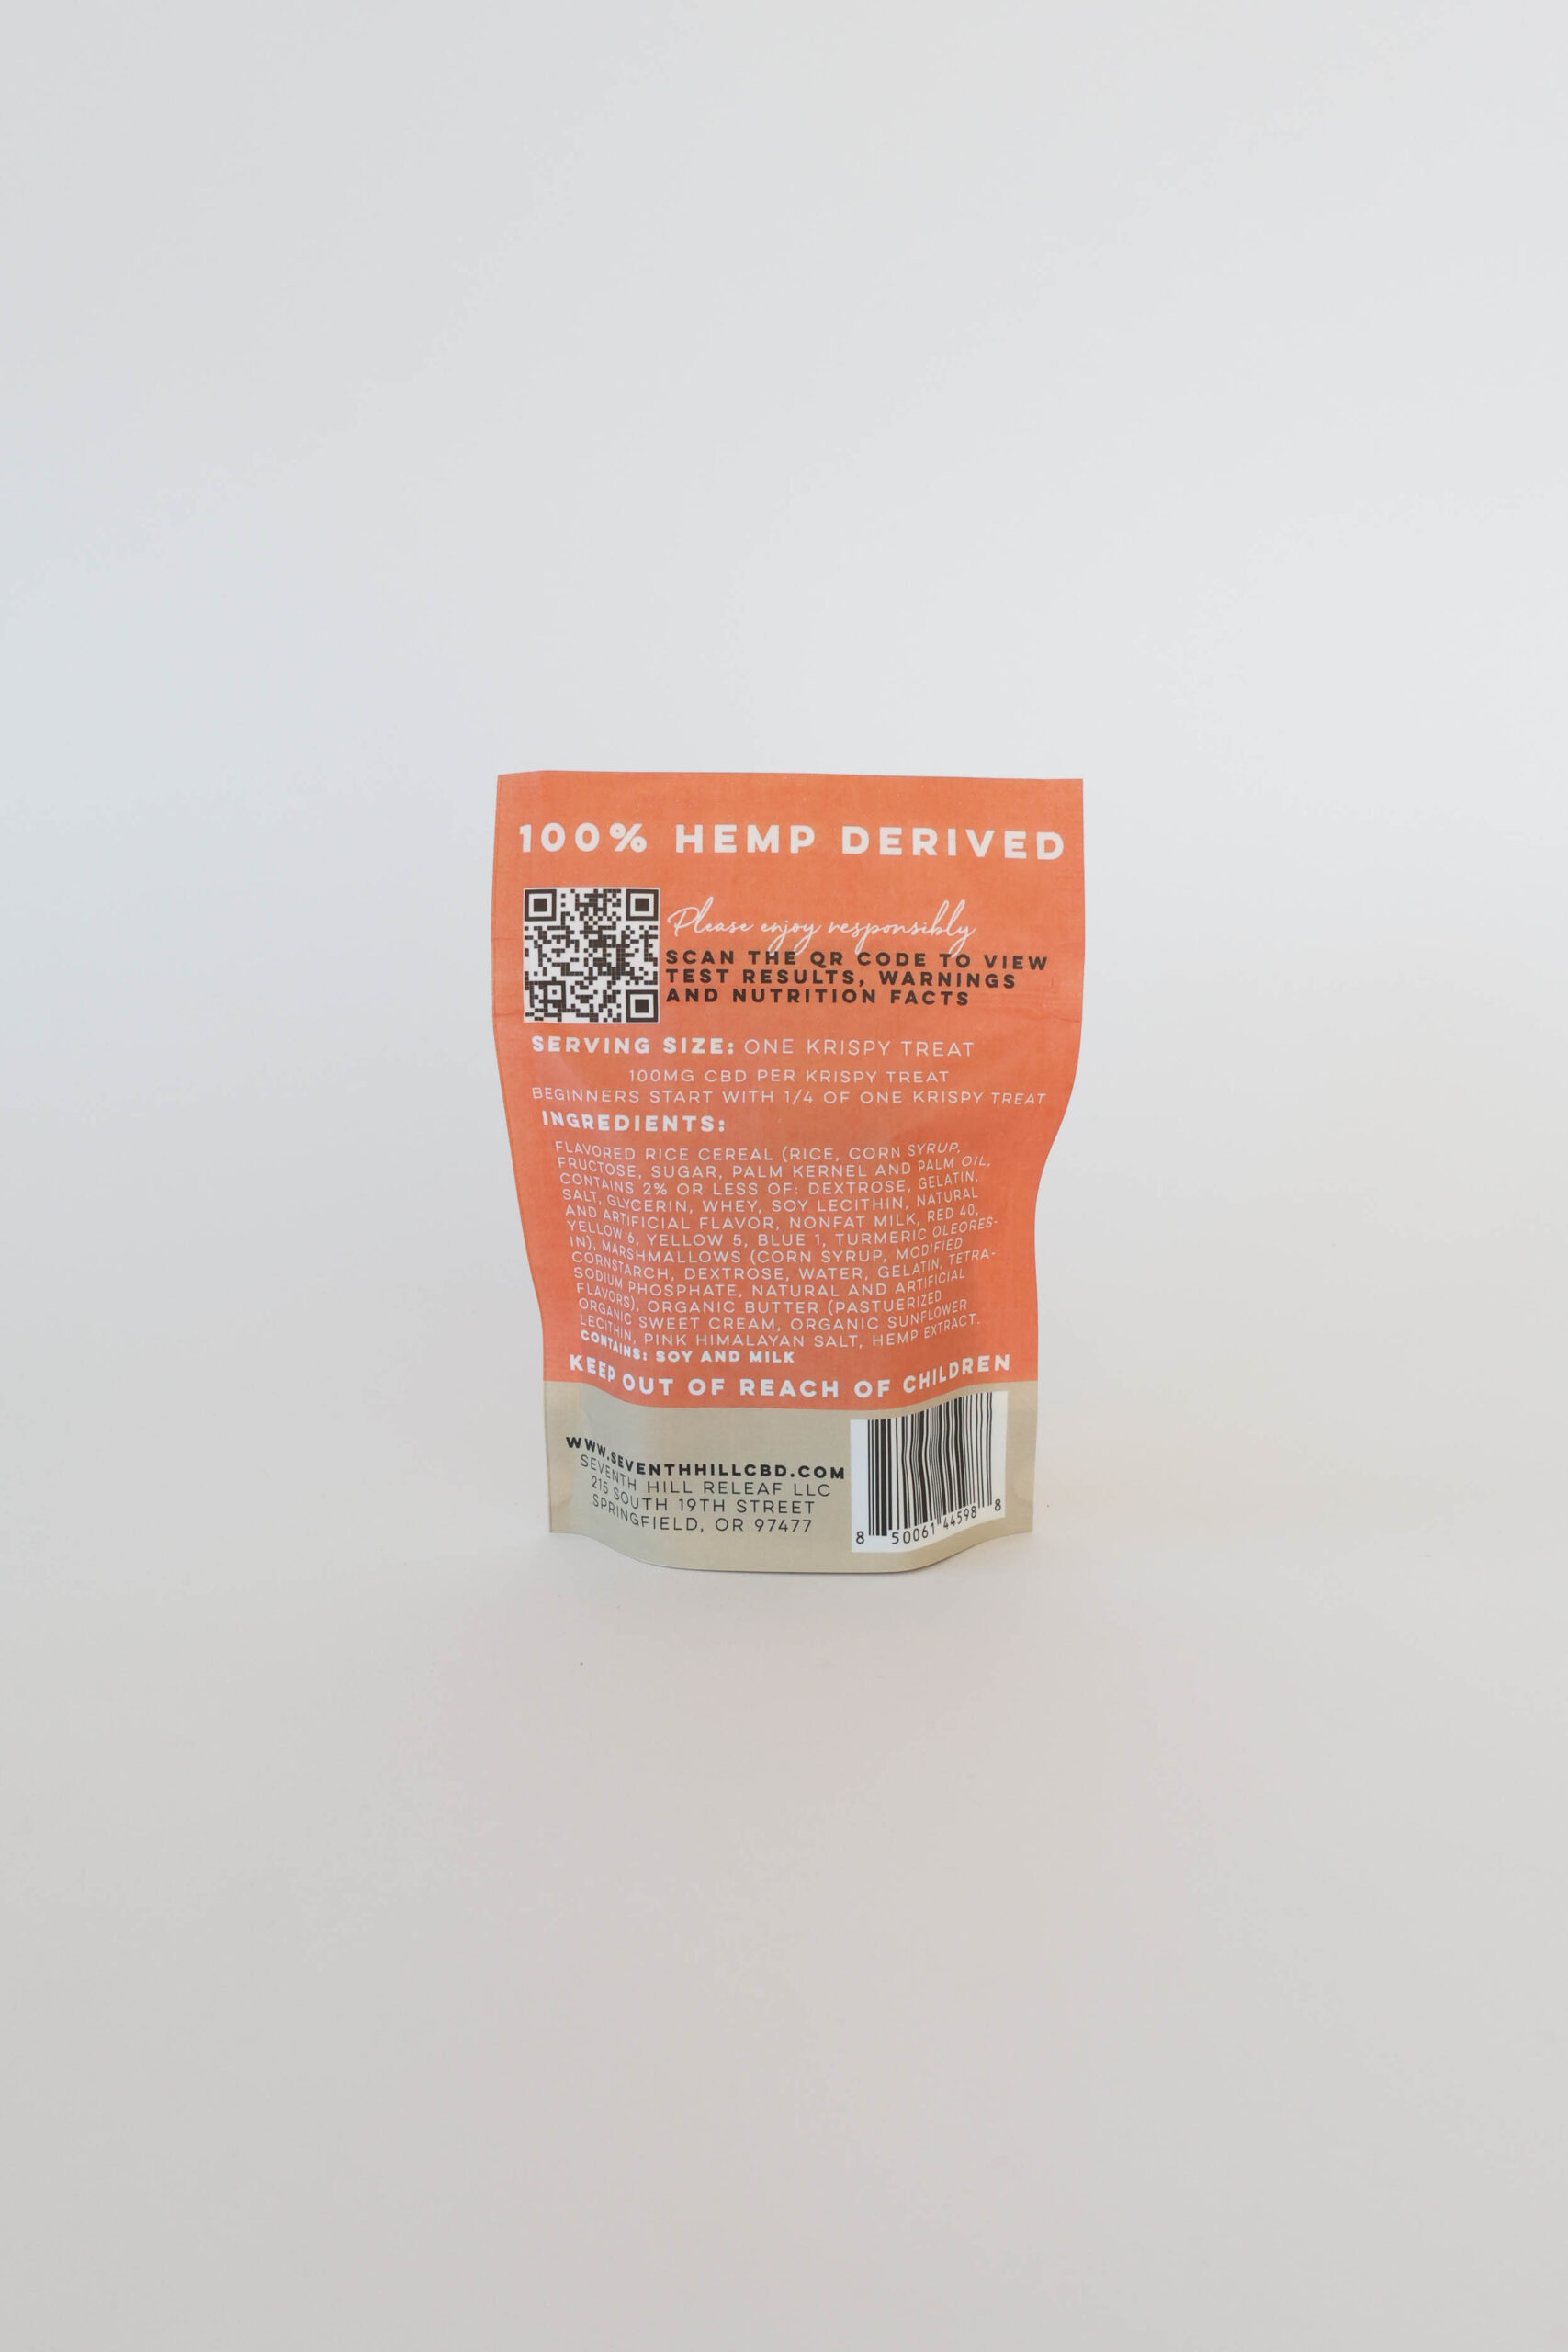 100% HEMP DERIVED
Please enjoy responsibly
SCAN THE QR CODE TO VIEW
TEST RESULTS, WARNINGS
AND NUTRITION FACTS
SERVING SIZE: ONE KRISPY TREAT
100MG CBD PER KRISPY TREAT
BEGINNERS START WITH 1/4 OF ONE KRISPY TREAT
INGREDIENTS:
FLAVORED RICE CEREAL (RICE, CORN SYRUP,
FRUCTOSE, SUGAR, PALM KERNEL AND PALM OIL,
CONTAINS 2% OR LESS OF: DEXTROSE, GELATIN,
SALT, GLYCERIN, WHEY, SOY LECITHIN, NATURAL
AND ARTIFICIAL FLAVOR, NONFAT MILK, RED 40,
YELLOW 6, YELLOW 5, BLUE 1, TURMERIC OLEORES-
IN), MARSHMALLOWS (CORN SYRUP, MODIFIED
CORNSTARCH, DEXTROSE, WATER, GELATIN, TETRA-
SODIUM PHOSPHATE, NATURAL AND ARTIFICIAL
FLAVORS), ORGANIC BUTTER (PASTUERIZED
ORGANIC SWEET CREAM, ORGANIC SUNFLOWER
LECITHIN, PINK HIMALAYAN SALT, HEMP EXTRACT.
CONTAINS: SOY AND MILK
KEEP OUT OF REACH OF CHILDREN
WWW.SEVENTHHILLCBD.COM
SEVENTH HILL RELEAF LLC
215 SOUTH 19TH STREET
SPRINGFIELD, OR 97477
8 50061 44598 8